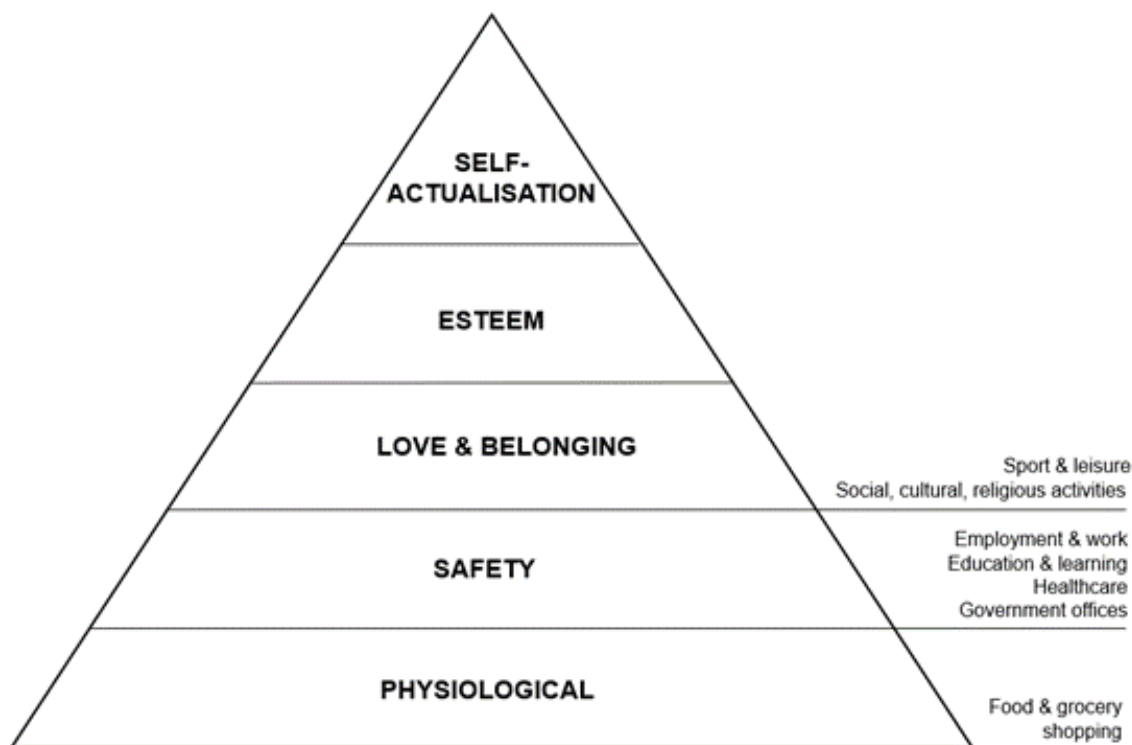 SELF-
ACTUALISATION
ESTEEM
LOVE & BELONGING
Sport & leisure
Social, cultural, religious activities
SAFETY
Employment & work
Education & learning
Healthcare
Government offices
PHYSIOLOGICAL
Food & grocery
shopping